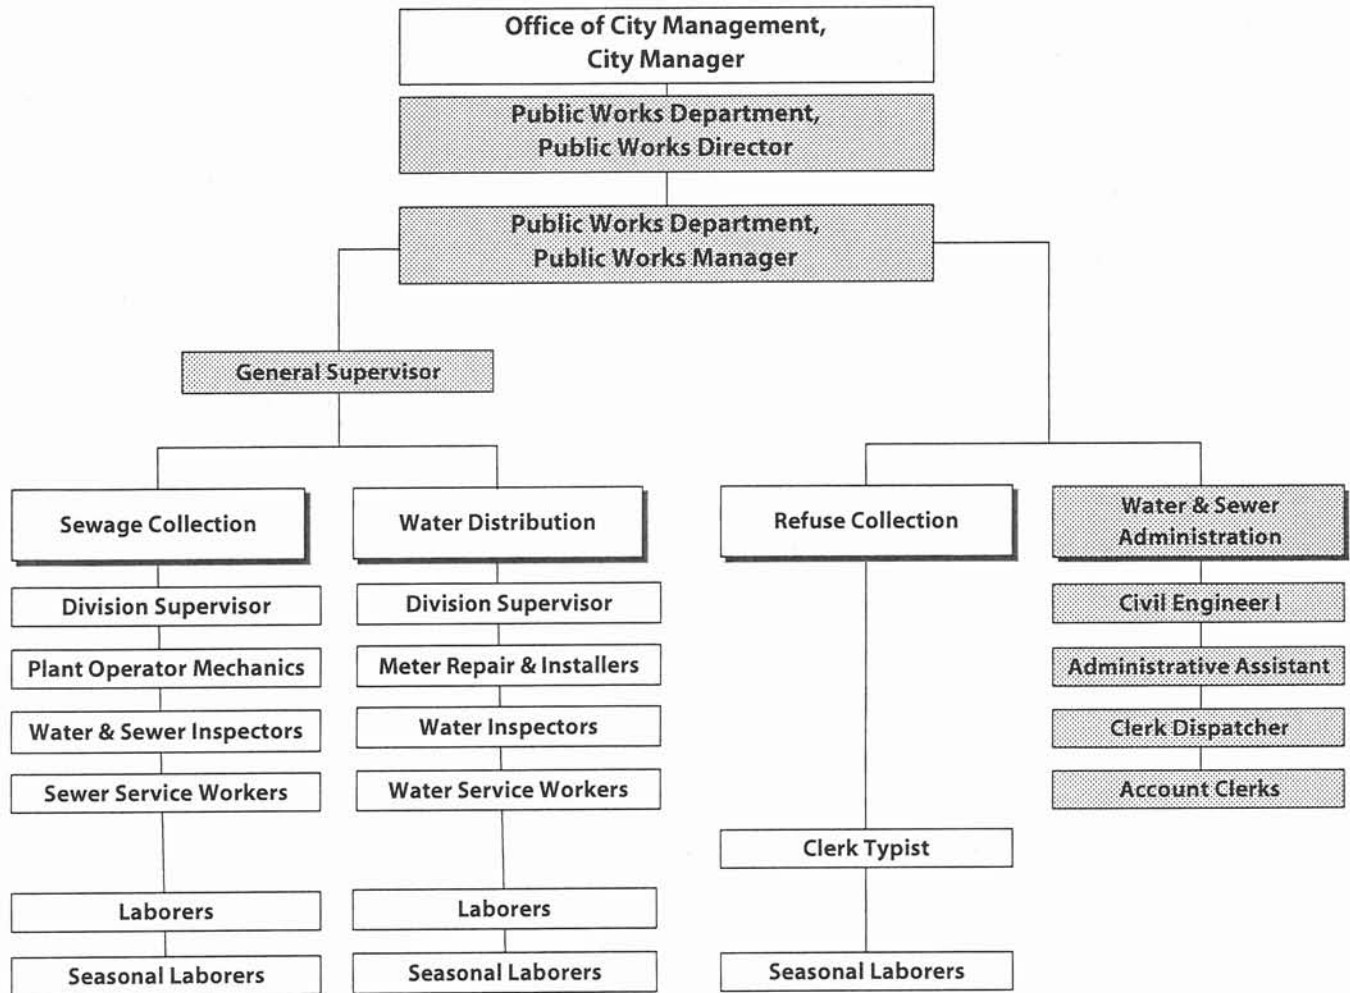 Office of City Management,
City Manager
Public Works Department,
Public Works Director
Public Works Department,
Public Works Manager
General Supervisor
Sewage Collection
Division Supervisor
Plant Operator Mechanics
Water & Sewer Inspectors
Sewer Service Workers
Laborers
Seasonal Laborers
Water Distribution
Division Supervisor
Meter Repair & Installers
Water Inspectors
Water Service Workers
Laborers
Seasonal Laborers
Refuse Collection
Clerk Typist
Seasonal Laborers
Water & Sewer
Administration
Civil Engineer I
Administrative Assistant
Clerk Dispatcher
Account Clerks